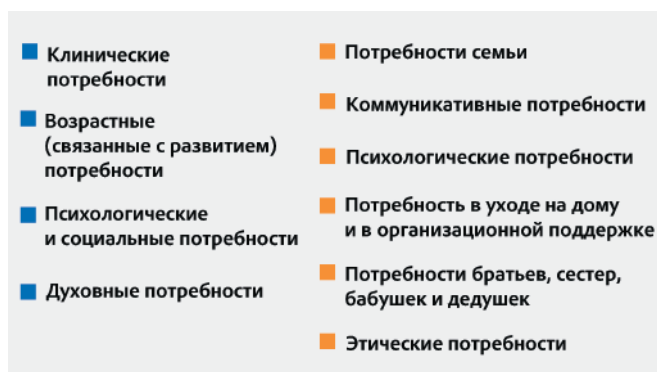 Клинические
потребности
Возрастные
(связанные с развитием)
потребности
Психологические
и социальные потребности
Духовные потребности
Потребности семьи
Коммуникативные потребности
Психологические потребности
Потребность в уходе на дому
и в организационной поддержке
Потребности братьев, сестер,
бабушек и дедушек
Этические потребности